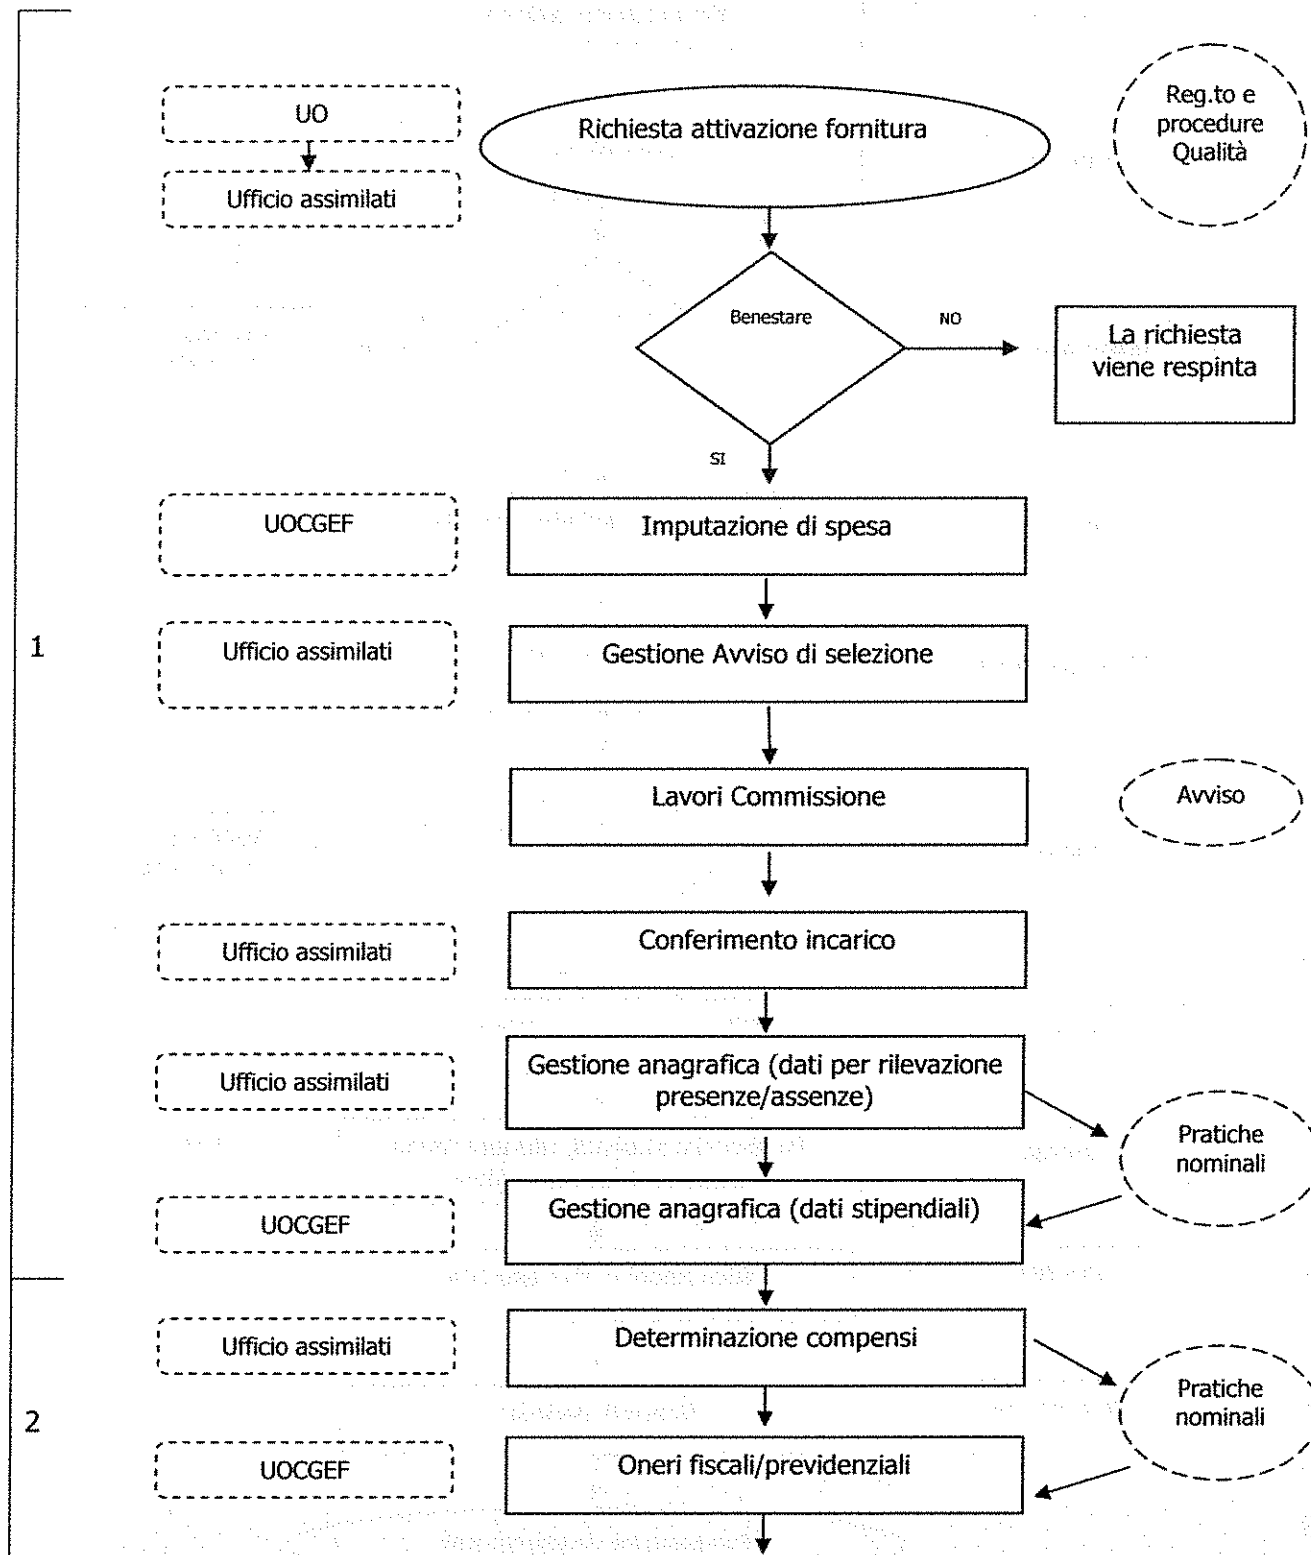 UO
Richiesta attivazione fornitura
Reg.to e
procedure
Qualità
Ufficio assimilati
Benestare
NO
La richiesta
viene respinta
SI
UOCGEF
Imputazione di spesa
1
Ufficio assimilati
Gestione Avviso di selezione
Lavori Commissione
Avviso
Ufficio assimilati
Conferimento incarico
Ufficio assimilati
Gestione anagrafica (dati per rilevazione
presenze/assenze)
Pratiche
nominali
UOCGEF
Gestione anagrafica (dati stipendiali)
Ufficio assimilati
Determinazione compensi
Pratiche
nominali
2
UOCGEF
Oneri fiscali/previdenziali